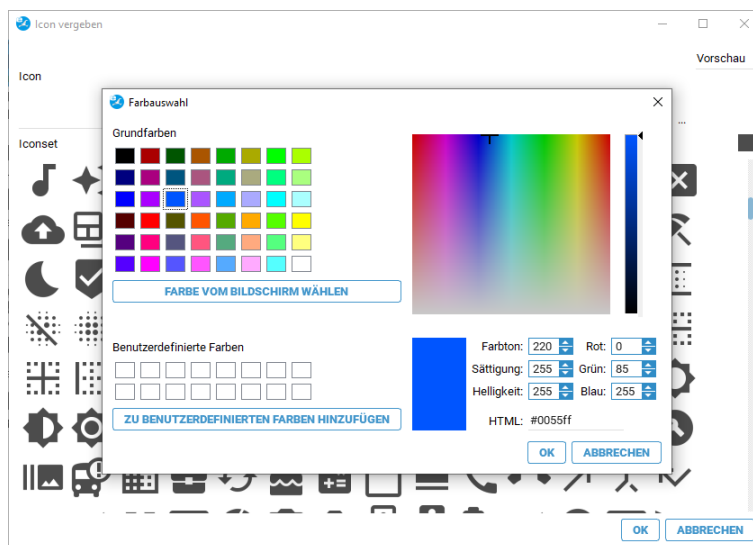 Icon vergeben
Vorschau
Icon
...
Iconset
Farbauswahl
Grundfarben
FARBE VOM BILDSCHIRM WÄHLEN
Benutzerdefinierte Farben
ZU BENUTZERDEFINIERTEN FARBEN HINZUFÜGEN
Farbton: 220 Rot: 0
Sättigung: 255 Grün: 85
Helligkeit: 255 Blau: 255
HTML: #0055ff
OK ABBRECHEN
OK ABBRECHEN